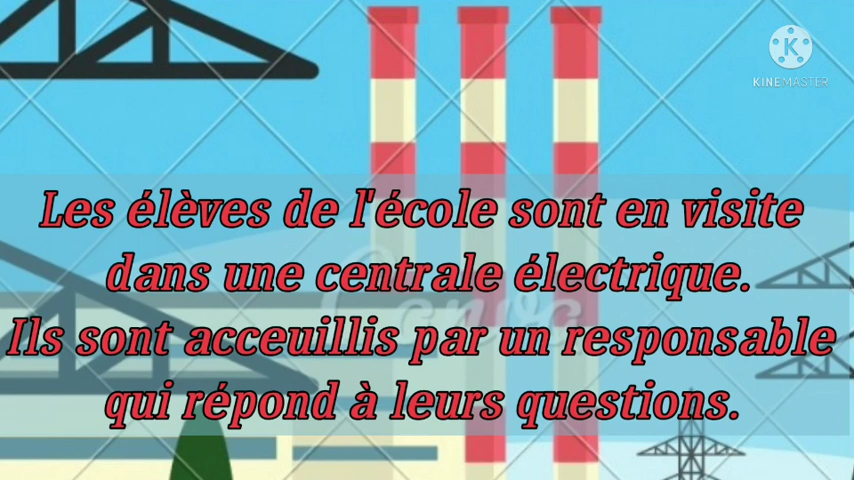 KINEMASTER
Les élèves de l'école sont en visite
dans une centrale électrique.
Ils sont acceuillis par un responsable
qui répond à leurs questions.
Canva